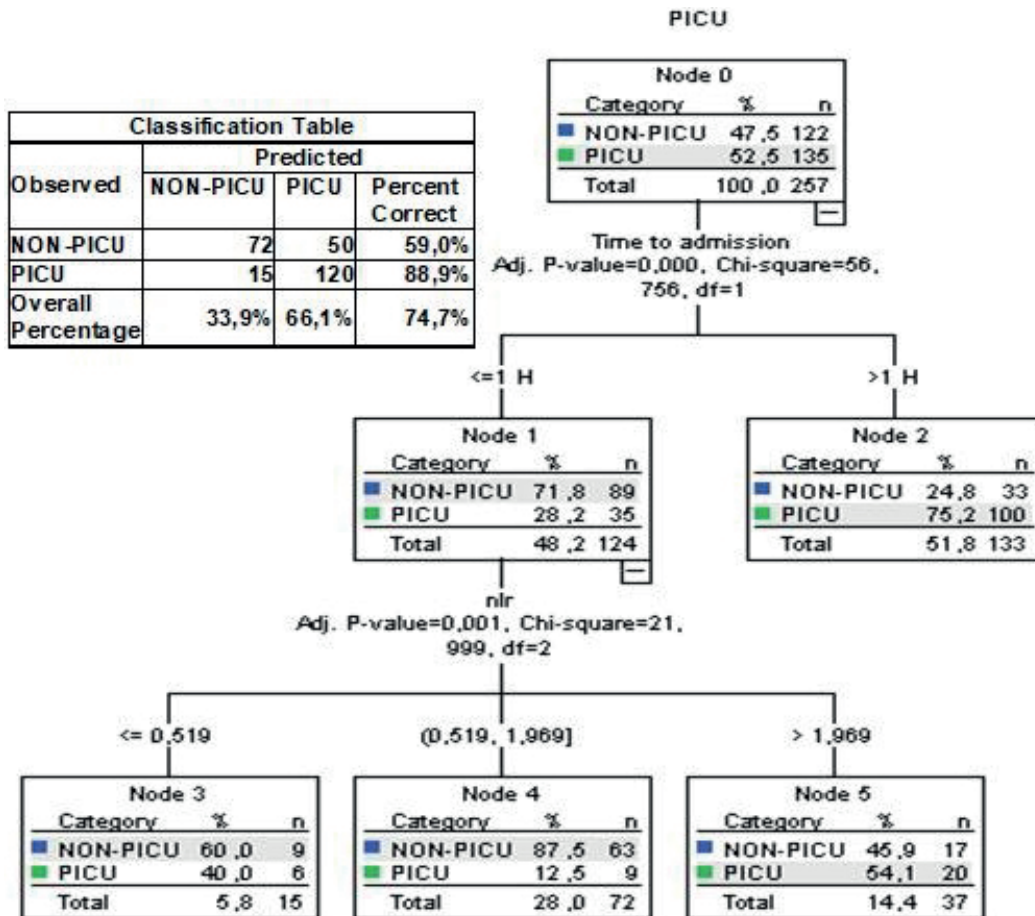 PICU
Node 0
Category % n
NON-PICU 47,5 122
PICU 52,5 135
Total 100,0 257
Classification Table
Predicted
Observed NON-PICU PICU Percent Correct
NON-PICU 72 50 59,0%
PICU 15 120 88,9%
Overall Percentage 33,9% 66,1% 74,7%
Time to admission
Adj. P-value=0,000, Chi-square=56,
756, df=1
<=1 H >1 H
Node 1
Category % n
NON-PICU 71,8 89
PICU 28,2 35
Total 48,2 124
Node 2
Category % n
NON-PICU 24,8 33
PICU 75,2 100
Total 51,8 133
nlr
Adj. P-value=0,001, Chi-square=21,
999, df=2
<= 0,519 (0,519, 1,969] > 1,969
Node 3
Category % n
NON-PICU 60,0 9
PICU 40,0 6
Total 5,8 15
Node 4
Category % n
NON-PICU 87,5 63
PICU 12,5 9
Total 28,0 72
Node 5
Category % n
NON-PICU 45,9 17
PICU 54,1 20
Total 14,4 37